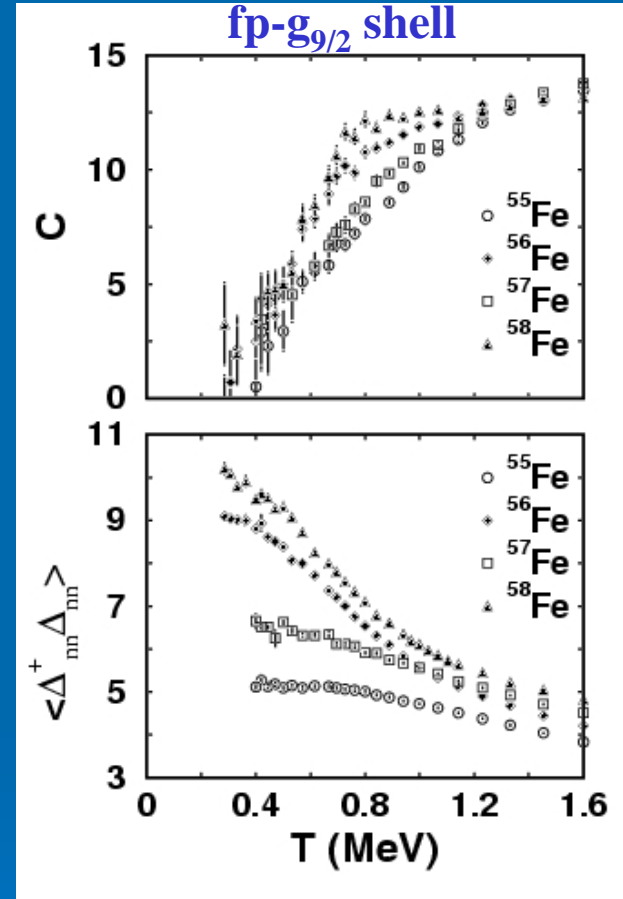 fp-g9/2 shell
15
10
5
0
C
⁵⁵Fe
⁵⁶Fe
⁵⁷Fe
⁵⁸Fe
11
9
7
5
3
<Δ⁺nnΔnn>
⁵⁵Fe
⁵⁶Fe
⁵⁷Fe
⁵⁸Fe
0 0.4 0.8 1.2 1.6
T (MeV)